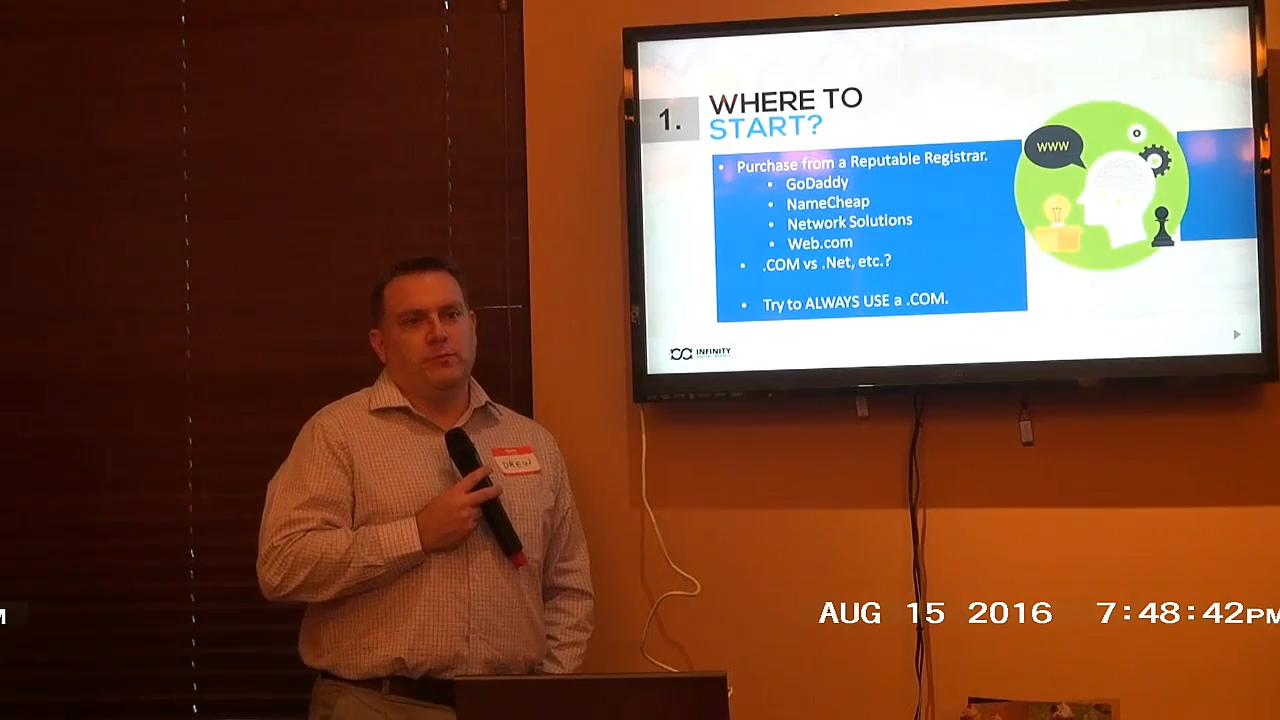 1.
WHERE TO
START?
• Purchase from a Reputable Registrar.
• GoDaddy
• NameCheap
• Network Solutions
• Web.com
• .COM vs .Net, etc.?
• Try to ALWAYS USE a .COM.
WWW
INFINITY
DREW
M
AUG 15 2016 7:48:42PM